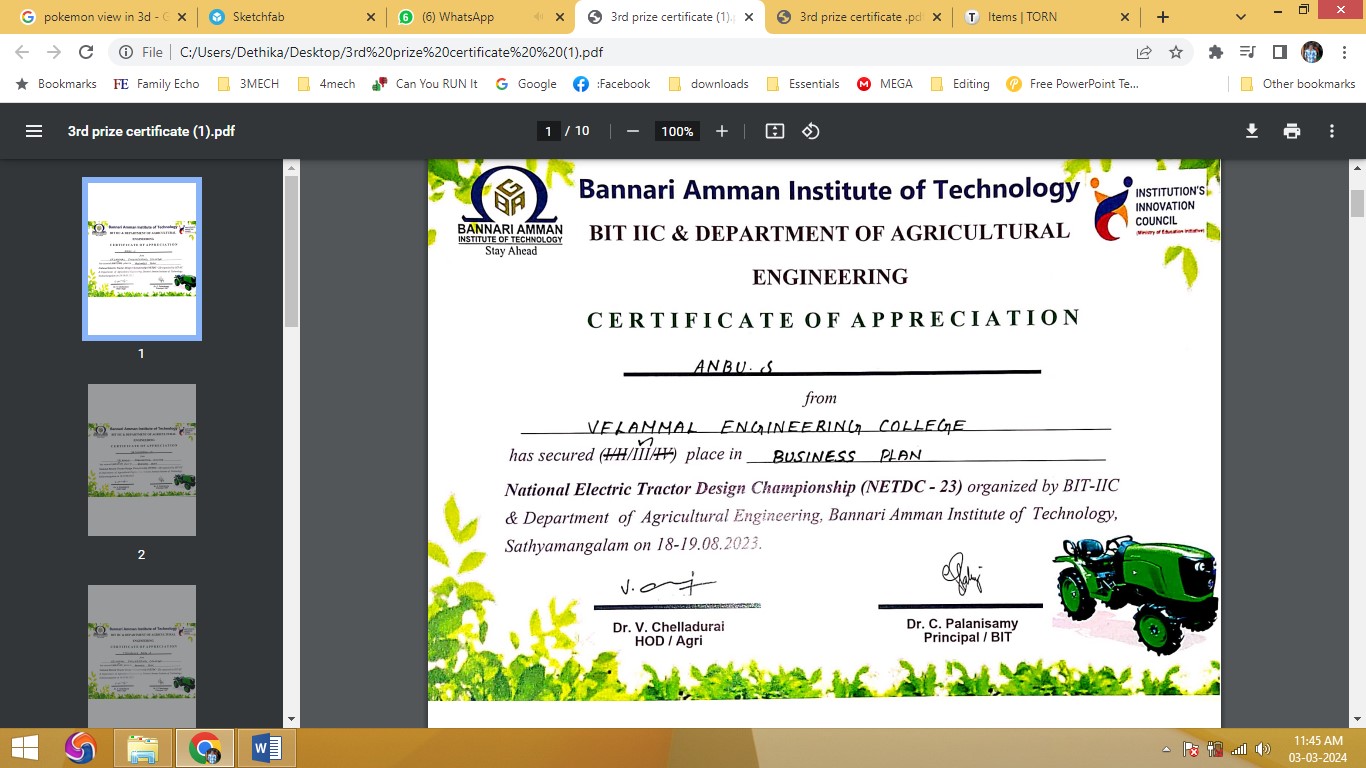 pokemon view in 3d - G
Sketchfab
(6) WhatsApp
3rd prize certificate (1).p
3rd prize certificate .pd
Items | TORN
File
C:/Users/Dethika/Desktop/3rd%20prize%20certificate%20%20(1).pdf
Bookmarks
Family Echo
3MECH
4mech
Can You RUN It
Google
:Facebook
downloads
Essentials
MEGA
Editing
Free PowerPoint Te...
Other bookmarks
3rd prize certificate (1).pdf
1 / 10
100%
1
2
BANNARI AMMAN
INSTITUTE OF TECHNOLOGY
Stay Ahead
Bannari Amman Institute of Technology
BIT IIC & DEPARTMENT OF AGRICULTURAL
ENGINEERING
INSTITUTION'S
INNOVATION
COUNCIL
(Ministry of Education Initiative)
CERTIFICATE OF APPRECIATION
ANBU. S
from
VELAMMAL ENGINEERING COLLEGE
has secured (I/II/III/IV) place in BUSINESS PLAN
National Electric Tractor Design Championship (NETDC - 23) organized by BIT-IIC
& Department of Agricultural Engineering, Bannari Amman Institute of Technology,
Sathyamangalam on 18-19.08.2023.
Dr. V. Chelladurai
HOD / Agri
Dr. C. Palanisamy
Principal / BIT
11:45 AM
03-03-2024